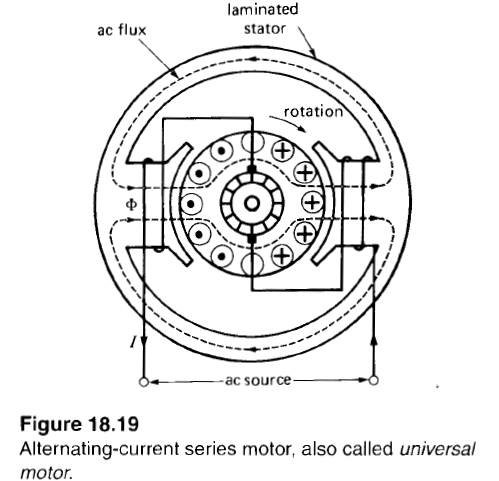 laminated
stator
ac flux
rotation
Φ
I
ac source
Figure 18.19
Alternating-current series motor, also called universal
motor.